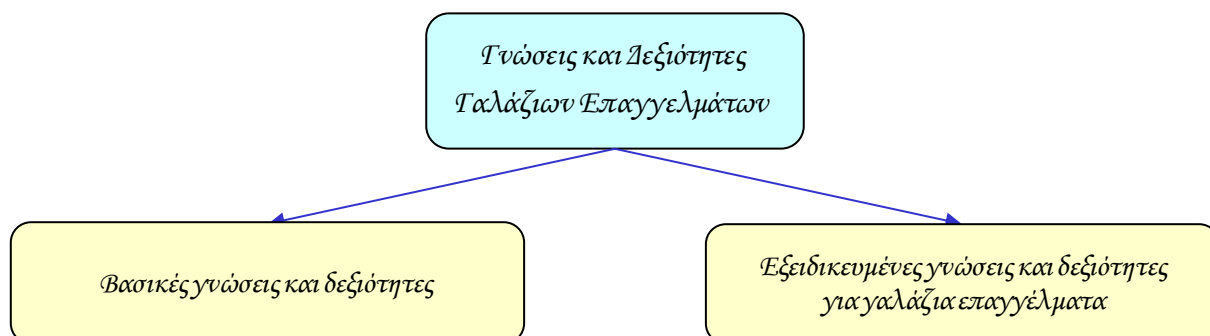 Γνώσεις και Δεξιότητες
Γαλάζιων Επαγγελμάτων
Βασικές γνώσεις και δεξιότητες
Εξειδικευμένες γνώσεις και δεξιότητες
για γαλάζια επαγγέλματα